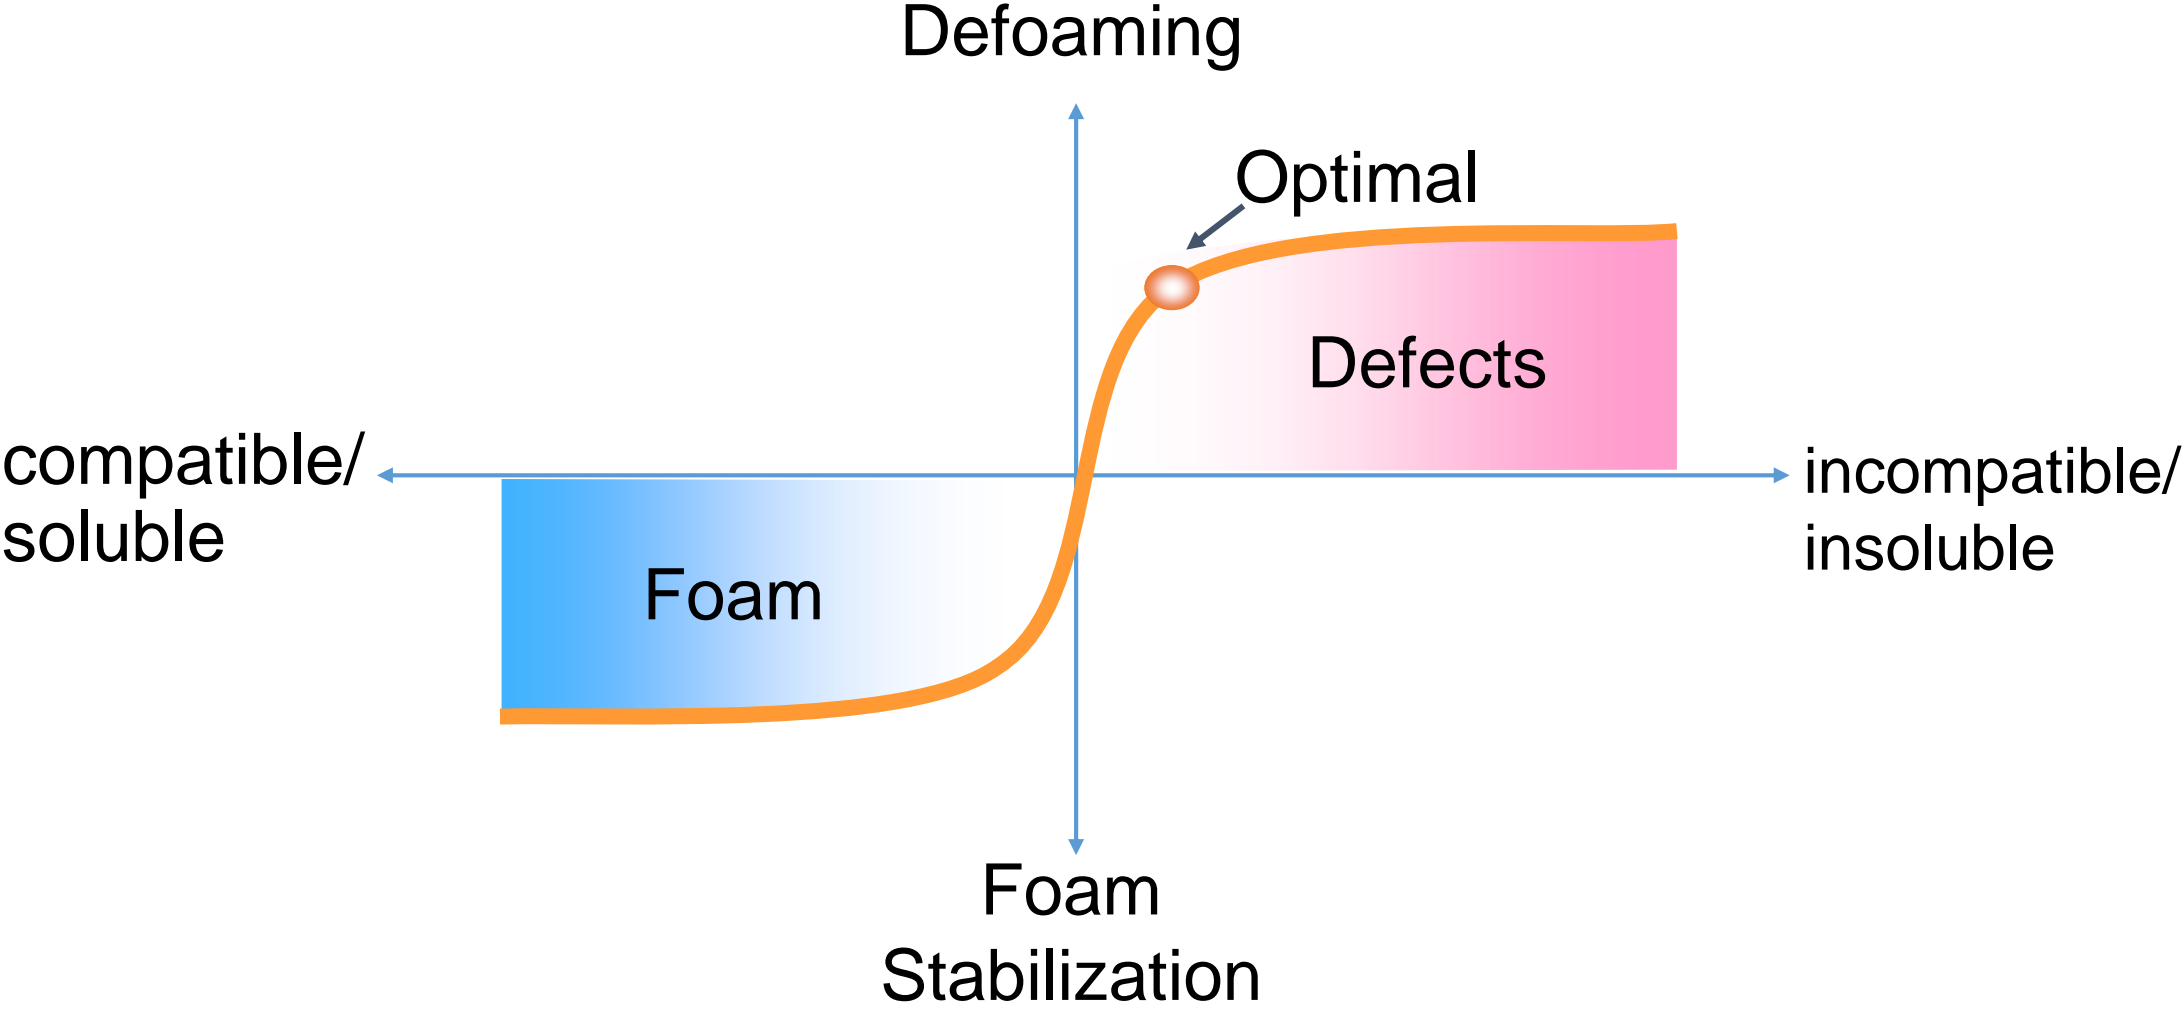 Defoaming
Optimal
Defects
compatible/
soluble
incompatible/
insoluble
Foam
Foam
Stabilization